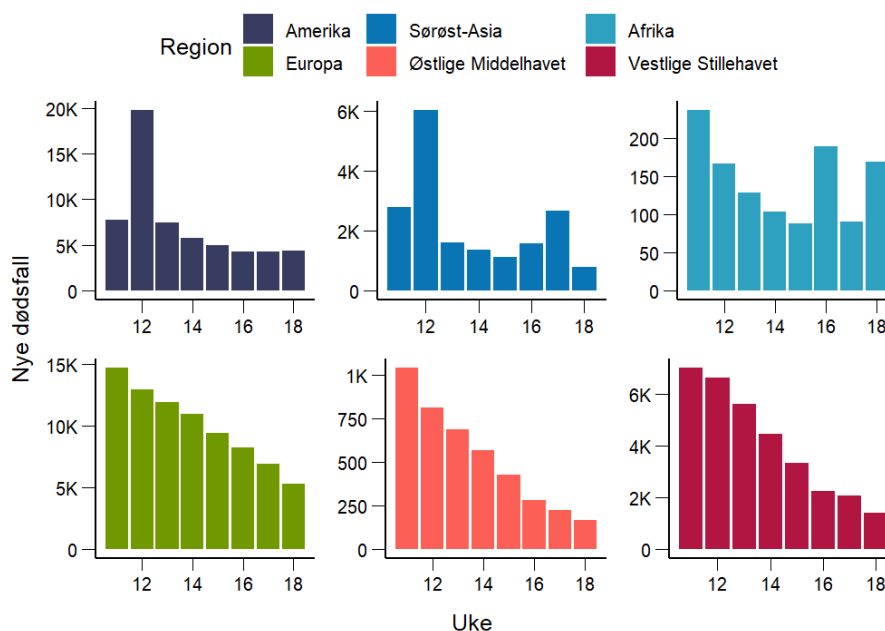 Region
Amerika
Sørøst-Asia
Afrika
Europa
Østlige Middelhavet
Vestlige Stillehavet
Nye dødsfall
20K
15K
10K
5K
0
12 14 16 18
6K
4K
2K
0
12 14 16 18
200
150
100
50
0
12 14 16 18
15K
10K
5K
0
12 14 16 18
1K
750
500
250
0
12 14 16 18
6K
4K
2K
0
12 14 16 18
Uke